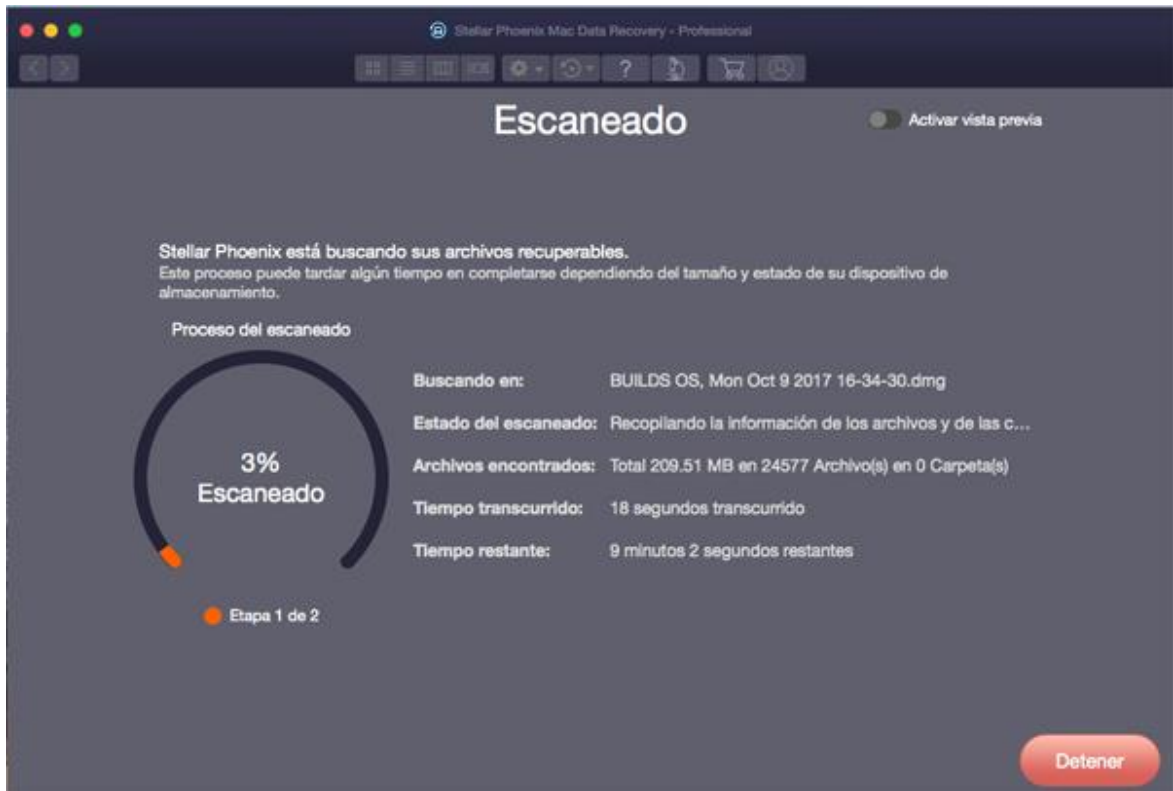 Stellar Phoenix Mac Data Recovery - Professional
?
Escaneado
Activar vista previa
Stellar Phoenix está buscando sus archivos recuperables.
Este proceso puede tardar algún tiempo en completarse dependiendo del tamaño y estado de su dispositivo de
almacenamiento.
Proceso del escaneado
3%
Escaneado
Buscando en: BUILDS OS, Mon Oct 9 2017 16-34-30.dmg
Estado del escaneado: Recopilando la información de los archivos y de las c...
Archivos encontrados: Total 209.51 MB en 24577 Archivo(s) en 0 Carpeta(s)
Tiempo transcurrido: 18 segundos transcurrido
Tiempo restante: 9 minutos 2 segundos restantes
Etapa 1 de 2
Detener